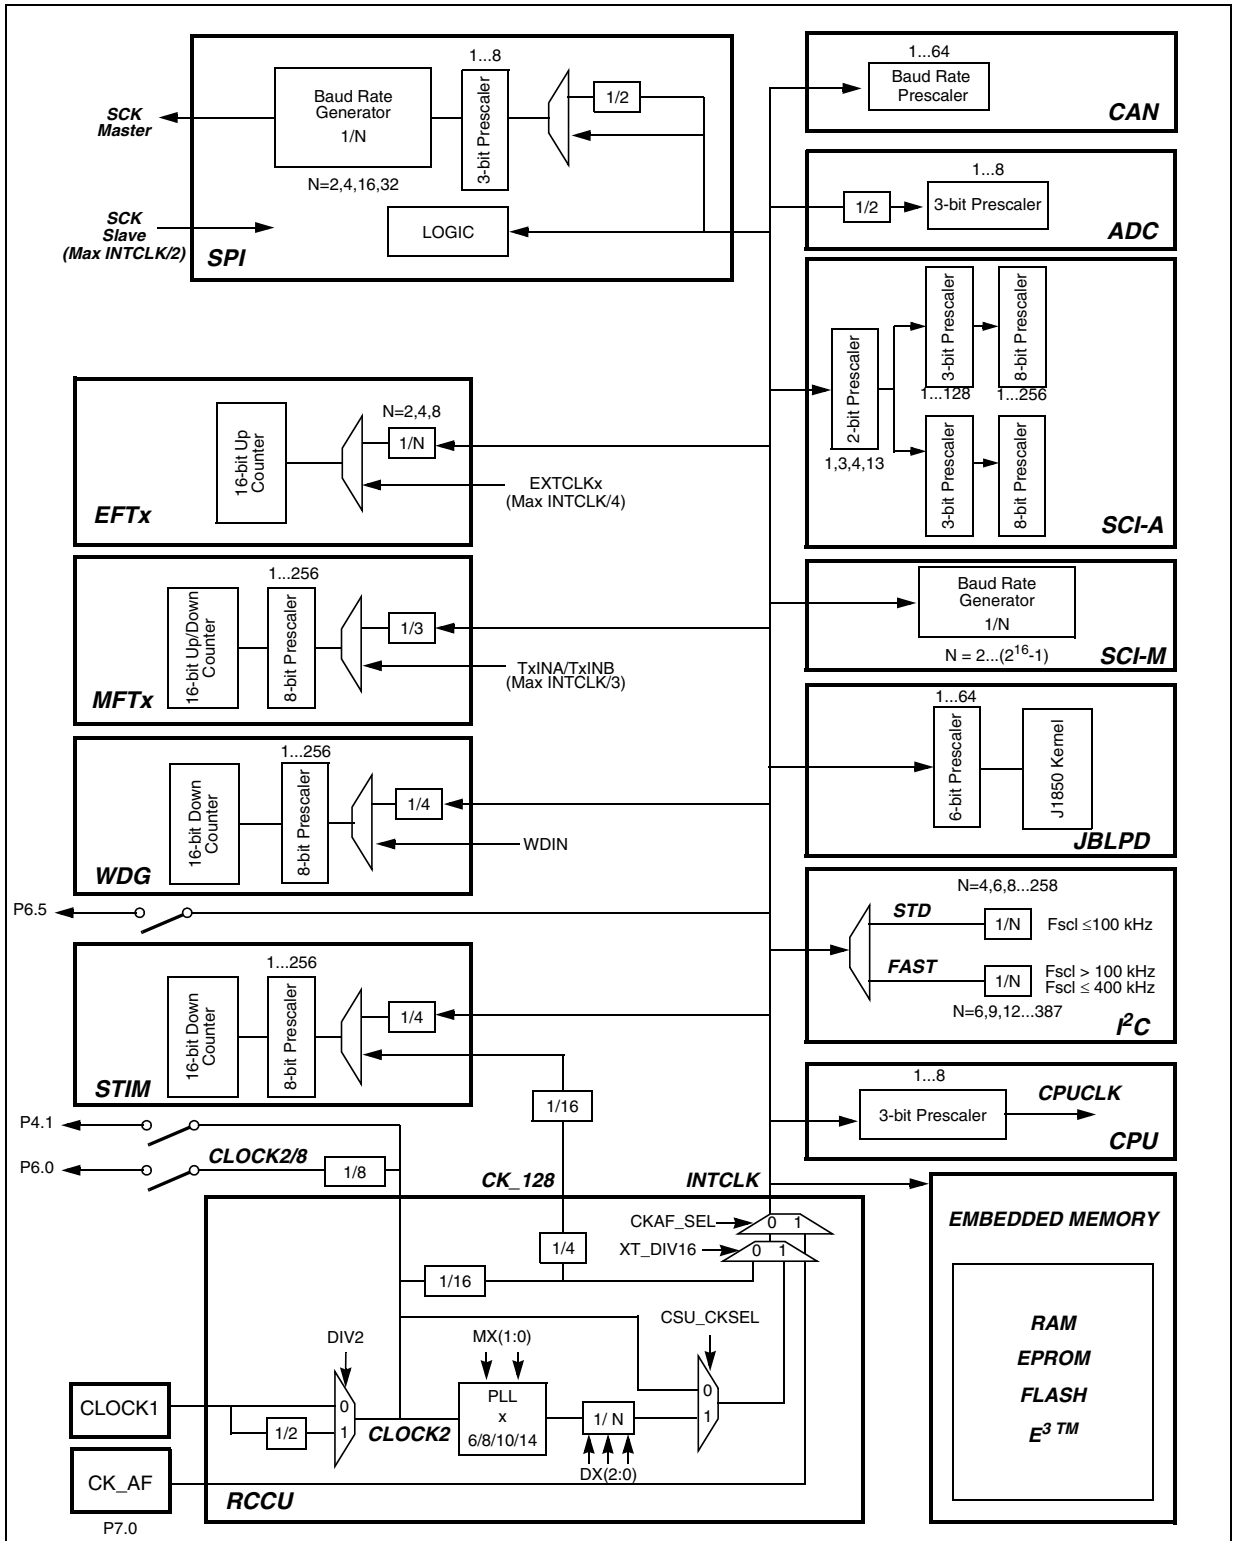 1...8
Baud Rate
Generator
1/N
3-bit Prescaler
1/2
SCK
Master
N=2,4,16,32
SCK
Slave
(Max INTCLK/2)
LOGIC
SPI
1...64
Baud Rate
Prescaler
CAN
1...8
1/2
3-bit Prescaler
ADC
2-bit Prescaler
1,3,4,13
3-bit Prescaler
8-bit Prescaler
1...128
1...256
3-bit Prescaler
8-bit Prescaler
SCI-A
N=2,4,8
16-bit Up
Counter
1/N
EXTCLKx
(Max INTCLK/4)
EFTx
1...256
16-bit Up/Down
Counter
8-bit Prescaler
1/3
TxINA/TxINB
(Max INTCLK/3)
MFTx
Baud Rate
Generator
1/N
N = 2...(2¹⁶-1)
SCI-M
1...64
6-bit Prescaler
J1850 Kernel
JBLPD
1...256
16-bit Down
Counter
8-bit Prescaler
1/4
WDIN
WDG
P6.5
N=4,6,8...258
STD
1/N
Fscl ≤100 kHz
FAST
1/N
Fscl > 100 kHz
Fscl ≤ 400 kHz
N=6,9,12...387
I²C
1...256
16-bit Down
Counter
8-bit Prescaler
1/4
STIM
1/16
1...8
3-bit Prescaler
CPUCLK
CPU
P4.1
P6.0
CLOCK2/8
1/8
CK_128
INTCLK
CKAF_SEL
0 1
XT_DIV16
0 1
1/4
1/16
CSU_CKSEL
DIV2
MX(1:0)
CLOCK1
0
1/2
1
CLOCK2
PLL
x
6/8/10/14
1/ N
0
1
DX(2:0)
CK_AF
P7.0
RCCU
EMBEDDED MEMORY
RAM
EPROM
FLASH
E³ ᵀᴹ